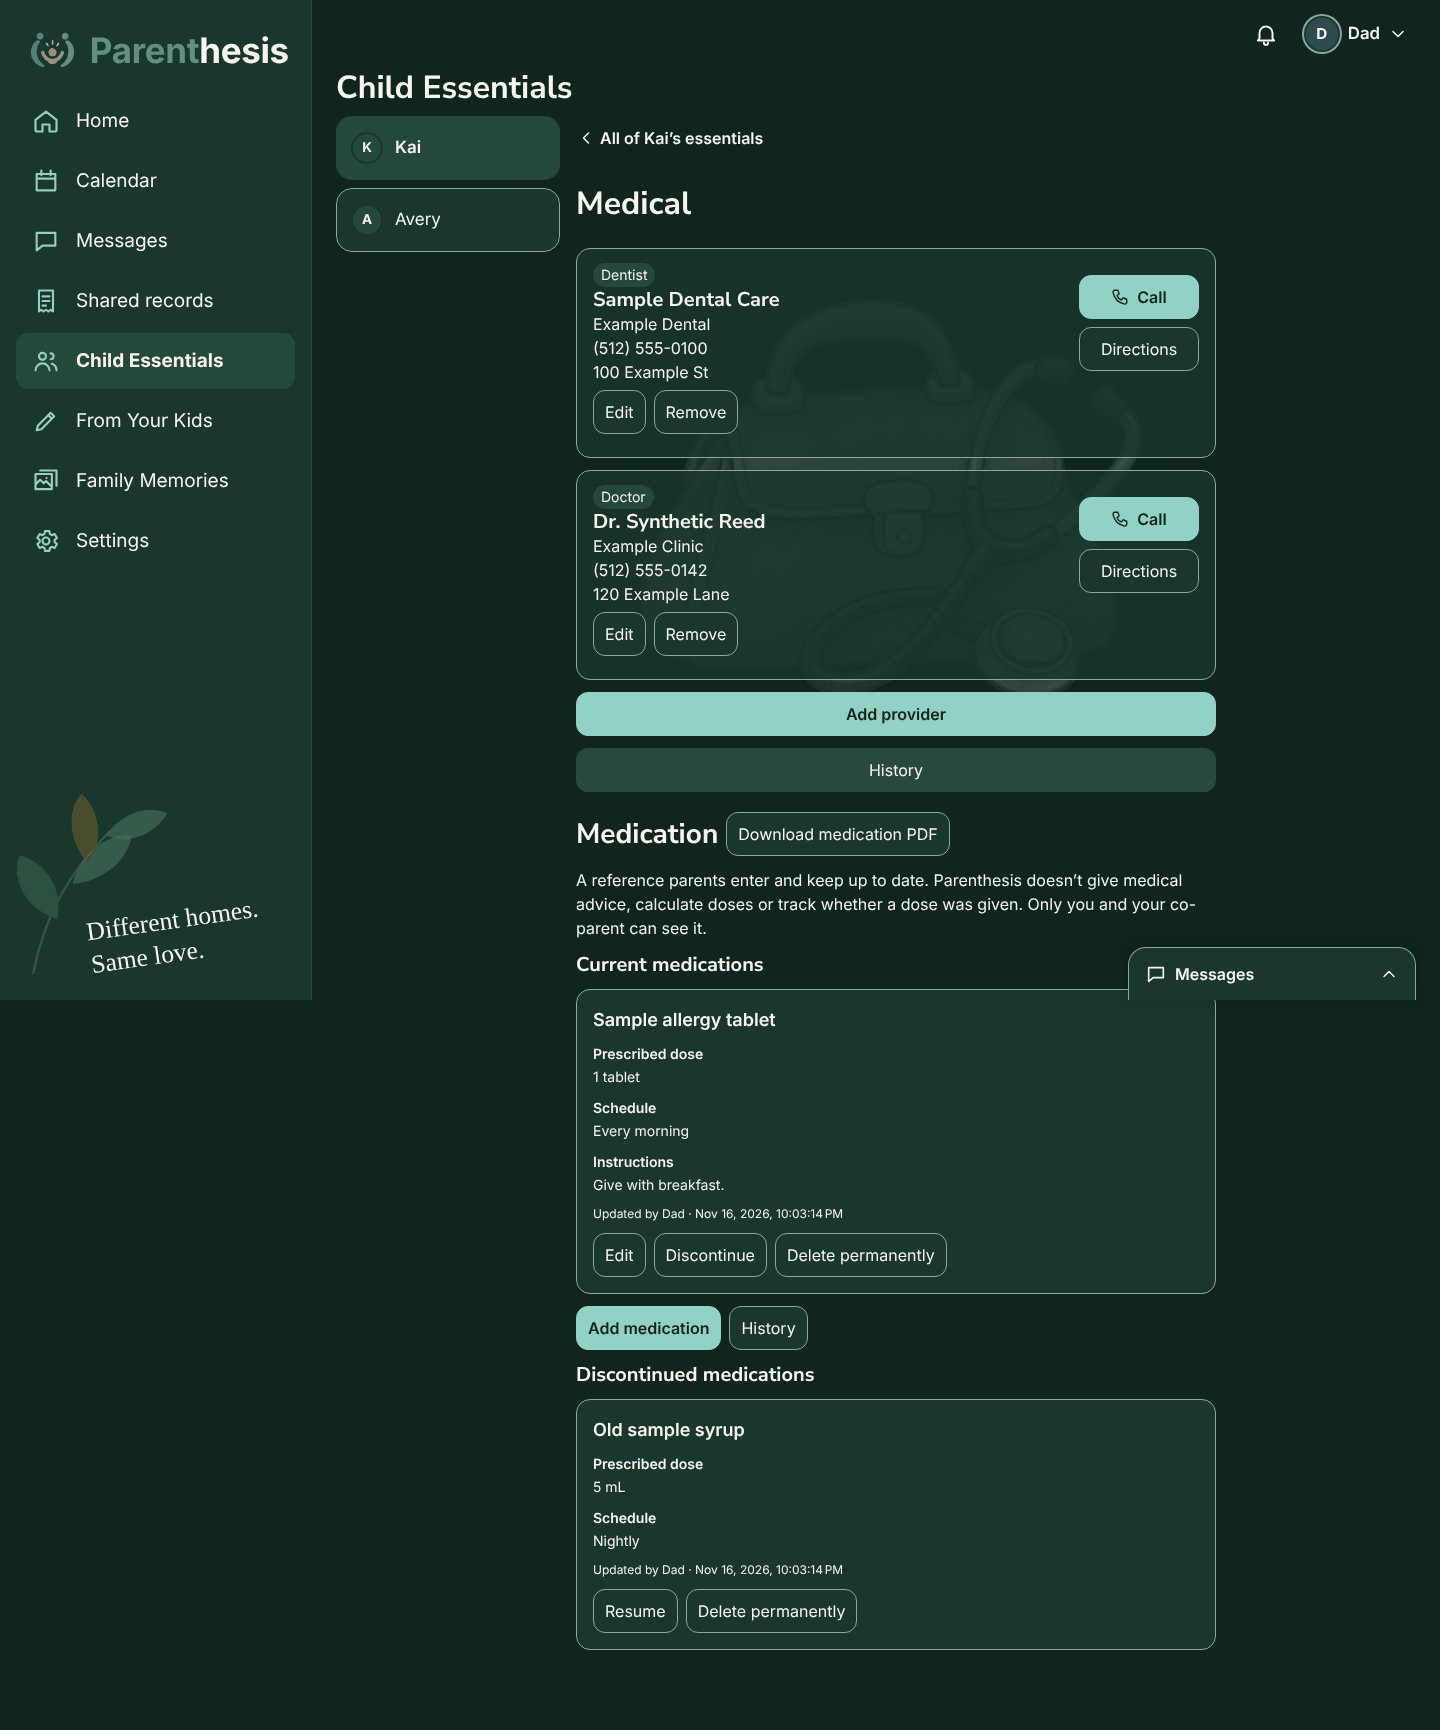 Parenthesis
Home
Calendar
Messages
Shared records
Child Essentials
From Your Kids
Family Memories
Settings
Different homes.
Same love.
D Dad
Child Essentials
K Kai
A Avery
All of Kai’s essentials
Medical
Dentist
Sample Dental Care
Example Dental
(512) 555-0100
100 Example St
Edit Remove
Call
Directions
Doctor
Dr. Synthetic Reed
Example Clinic
(512) 555-0142
120 Example Lane
Edit Remove
Call
Directions
Add provider
History
Medication Download medication PDF
A reference parents enter and keep up to date. Parenthesis doesn’t give medical
advice, calculate doses or track whether a dose was given. Only you and your co-
parent can see it.
Current medications
Messages
Sample allergy tablet
Prescribed dose
1 tablet
Schedule
Every morning
Instructions
Give with breakfast.
Updated by Dad · Nov 16, 2026, 10:03:14 PM
Edit Discontinue Delete permanently
Add medication History
Discontinued medications
Old sample syrup
Prescribed dose
5 mL
Schedule
Nightly
Updated by Dad · Nov 16, 2026, 10:03:14 PM
Resume Delete permanently